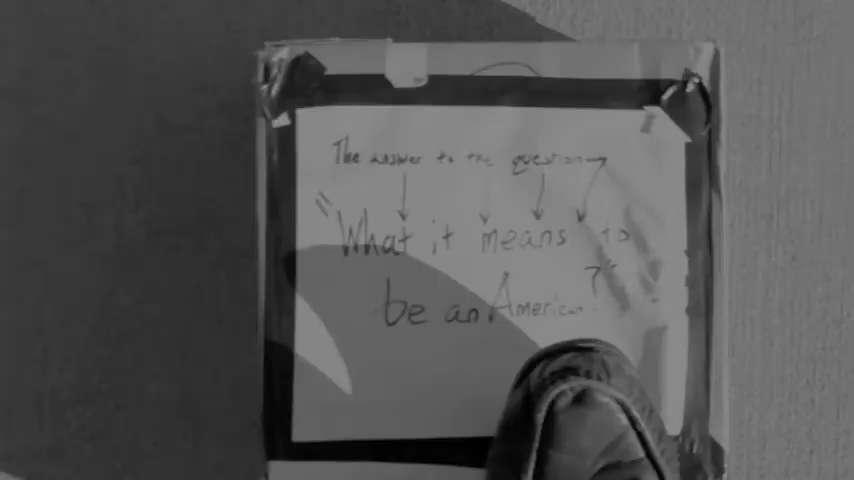 The answer to the question
"What it means to
be an American?"